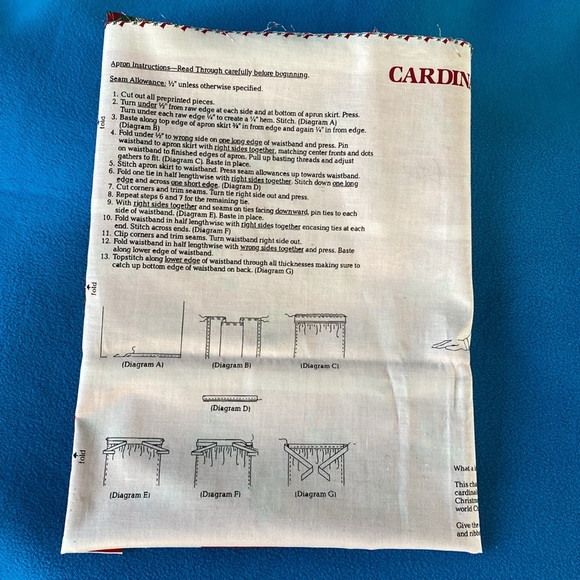 Apron Instructions—Read Through carefully before beginning.
CARDIN
Seam Allowance: ½" unless otherwise specified.
1. Cut out all preprinted pieces.
2. Turn under ½" from raw edge at each side and at bottom of apron skirt. Press.
Turn under each raw edge ¼" to create a ¼" hem. Stitch. (Diagram A)
3. Baste along top edge of apron skirt ⅜" in from edge and again ¼" in from edge.
(Diagram B)
4. Fold under ½" to wrong side on one long edge of waistband and press. Pin
waistband to apron skirt with right sides together, matching center fronts and dots
on waistband to finished edges of apron. Pull up basting threads and adjust
gathers to fit. (Diagram C). Baste in place.
5. Stitch apron skirt to waistband. Press seam allowances up towards waistband.
6. Fold one tie in half lengthwise with right sides together. Stitch down one long
edge and across one short edge. (Diagram D)
7. Cut corners and trim seams. Turn tie right side out and press.
8. Repeat steps 6 and 7 for the remaining tie.
9. With right sides together and seams on ties facing downward, pin ties to each
side of waistband. (Diagram E). Baste in place.
10. Fold waistband in half lengthwise with right sides together encasing ties at each
end. Stitch across ends. (Diagram F)
11. Clip corners and trim seams. Turn waistband right side out.
12. Fold waistband in half lengthwise with wrong sides together and press. Baste
along lower edge of waistband.
13. Topstitch along lower edge of waistband through all thicknesses making sure to
catch up bottom edge of waistband on back. (Diagram G)
fold
fold
fold
(Diagram A)
(Diagram B)
(Diagram C)
(Diagram D)
(Diagram E)
(Diagram F)
(Diagram G)
What a
This
cardinal
Christm
world C
Give the
and ribb